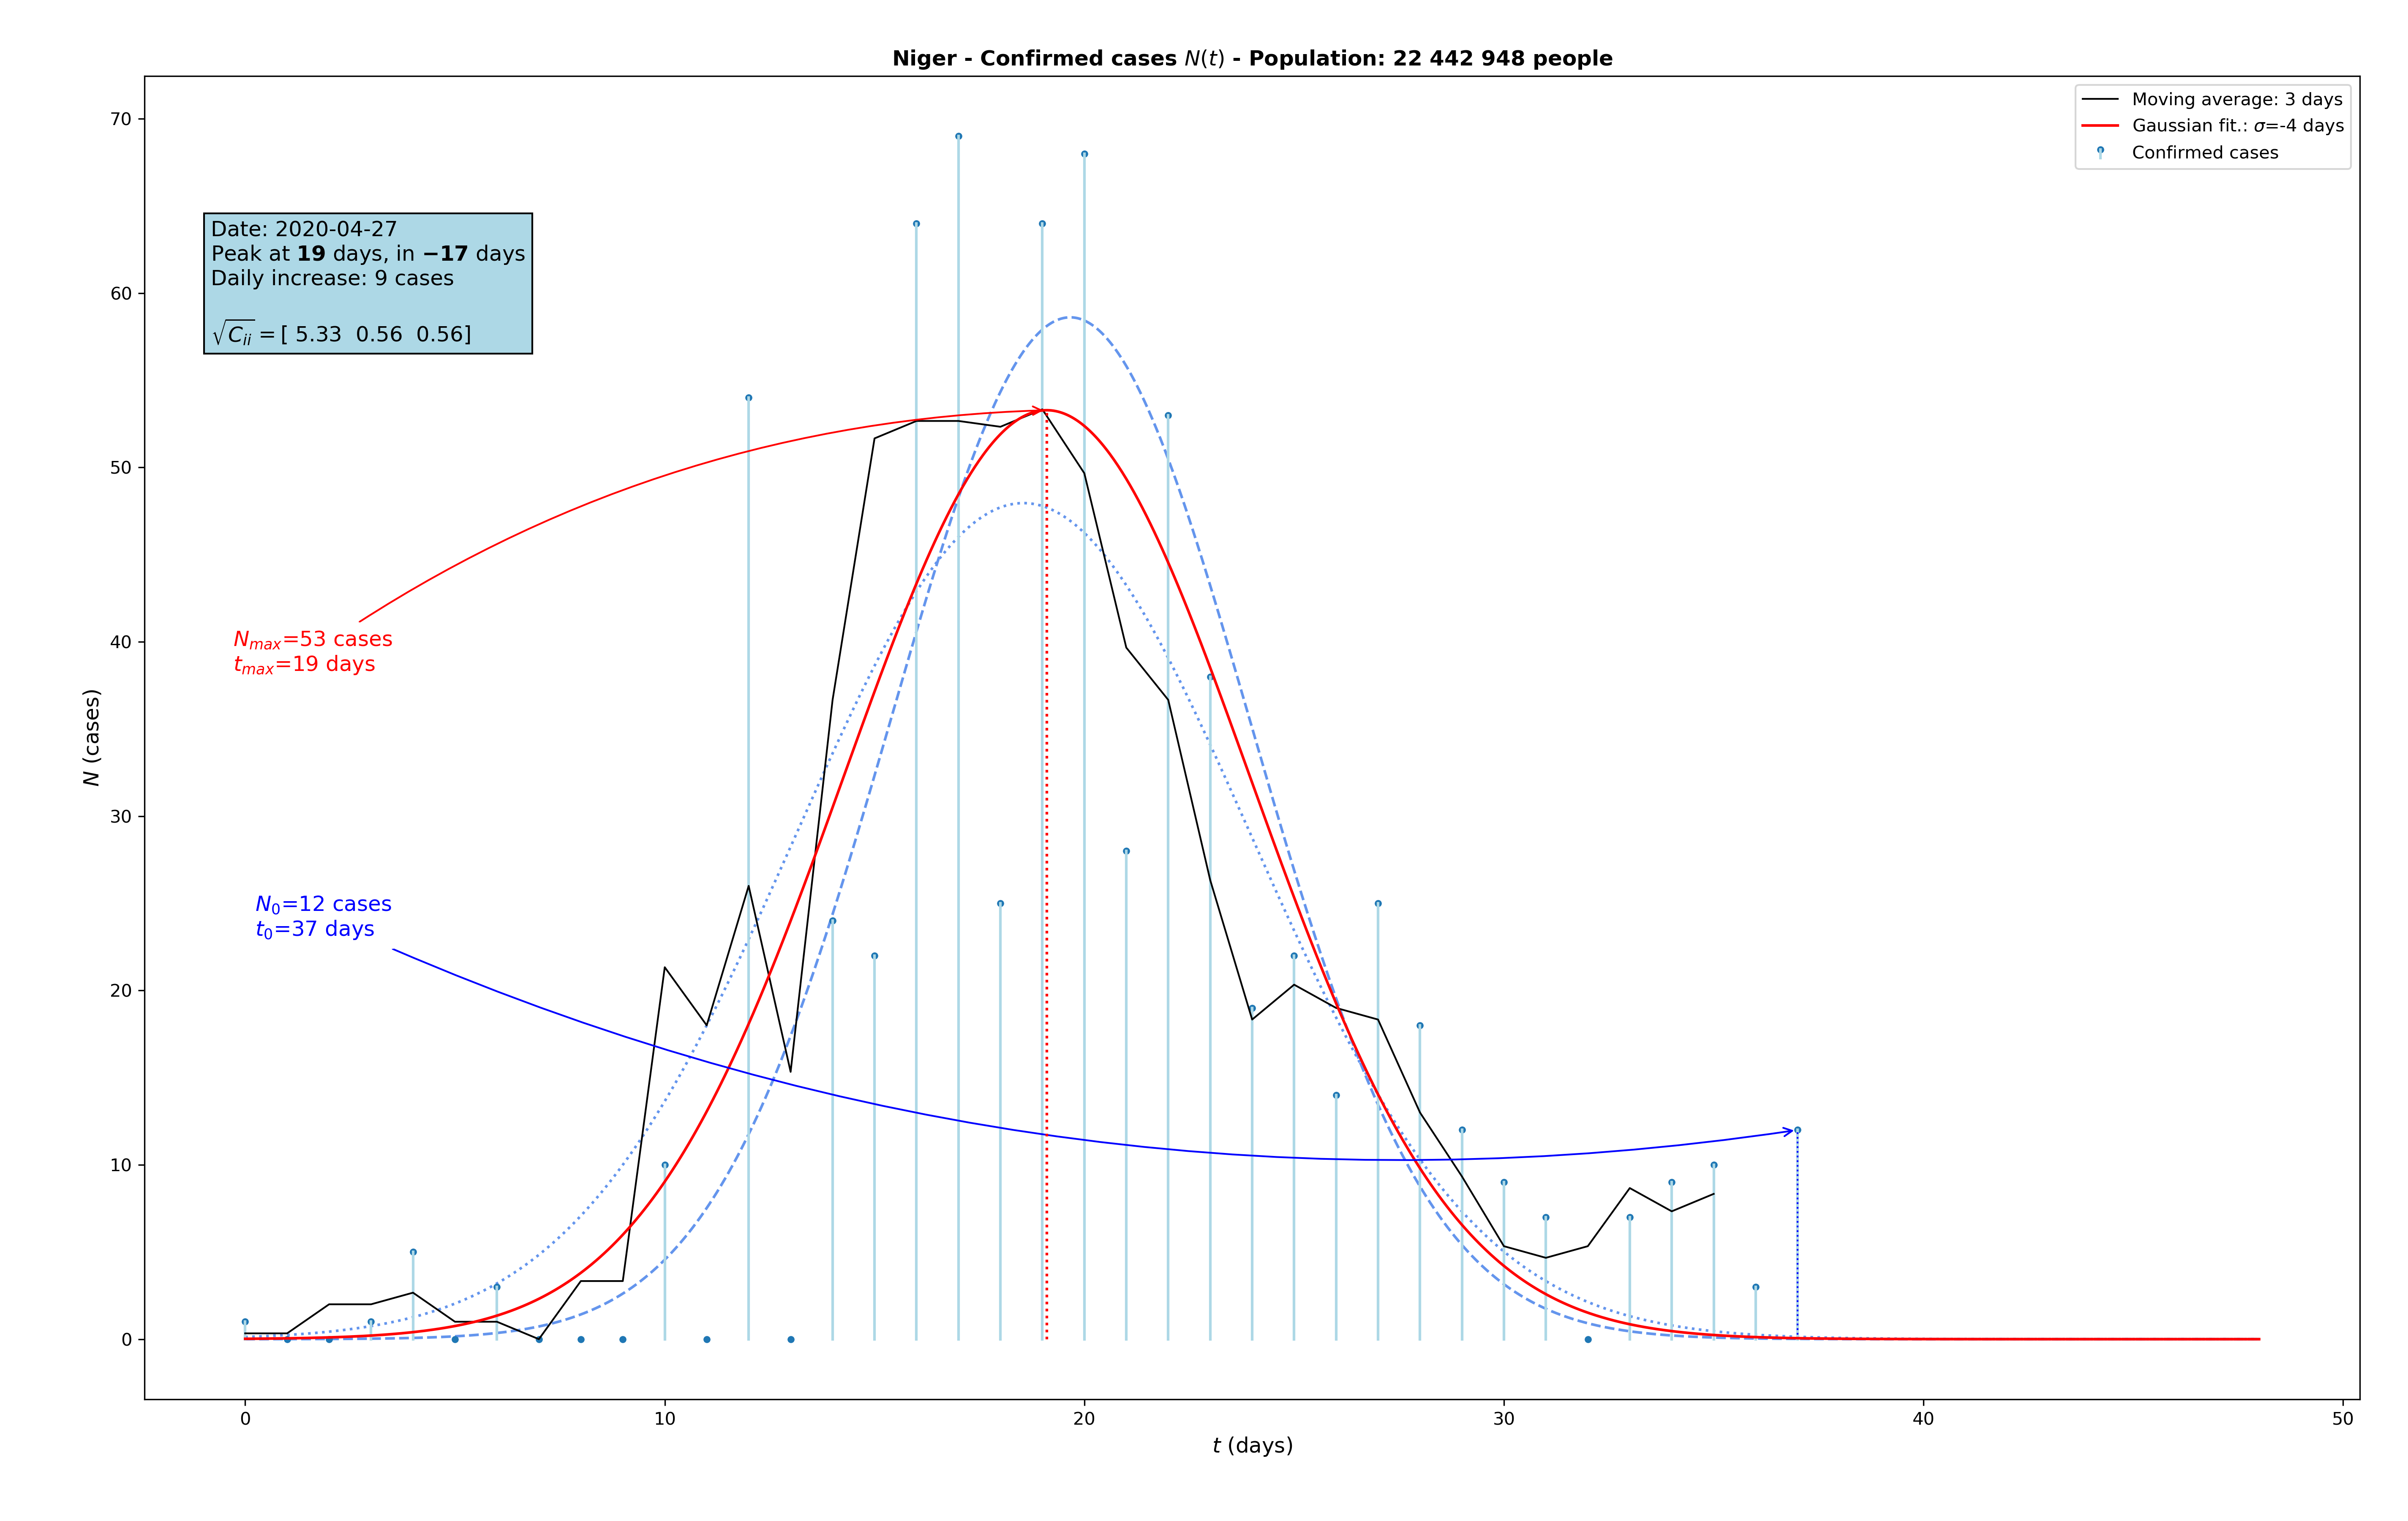 Niger - Confirmed cases N(t) - Population: 22 442 948 people
Moving average: 3 days
Gaussian fit.: σ=-4 days
Confirmed cases
Date: 2020-04-27
Peak at 19 days, in −17 days
Daily increase: 9 cases
√Cᵢᵢ = [ 5.33 0.56 0.56]
N_max=53 cases
t_max=19 days
N₀=12 cases
t₀=37 days
N (cases)
70
60
50
40
30
20
10
0
0 10 20 30 40 50
t (days)